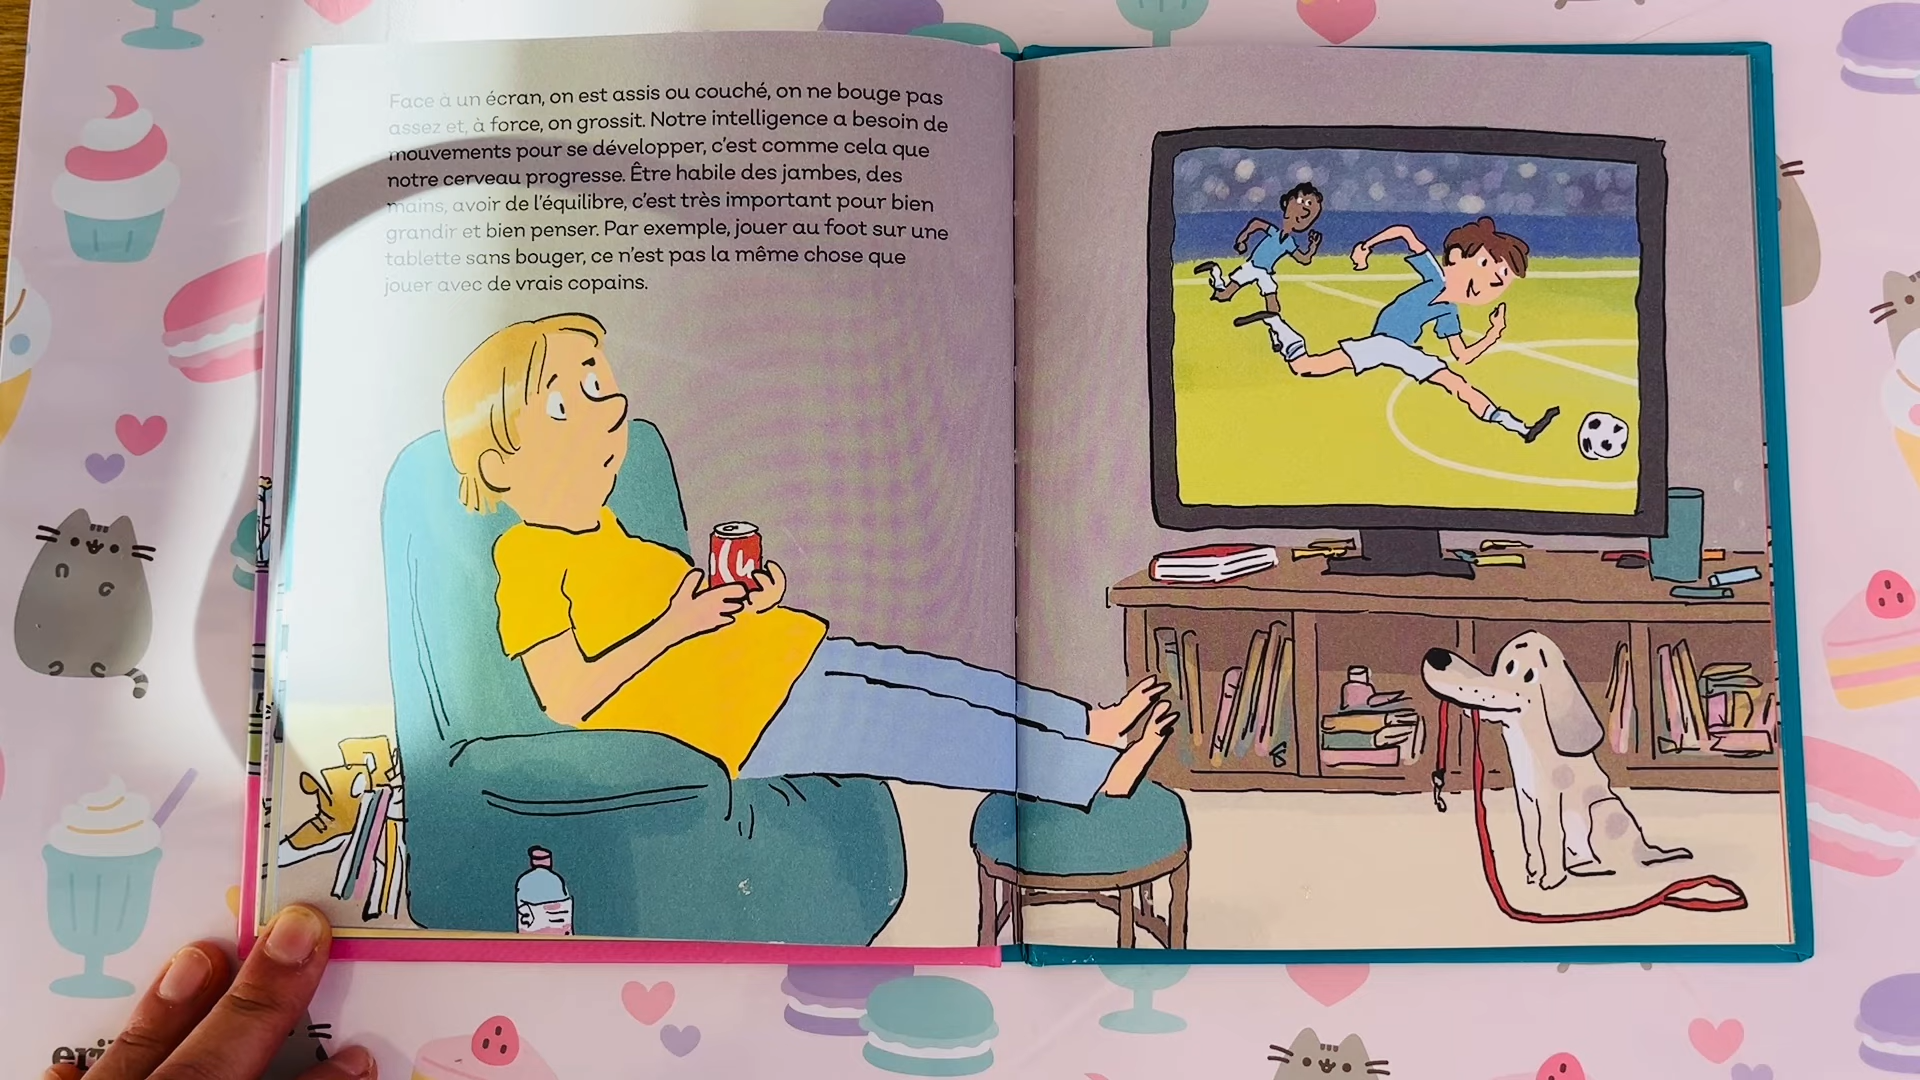 Face à un écran, on est assis ou couché, on ne bouge pas
assez et, à force, on grossit. Notre intelligence a besoin de
mouvements pour se développer, c'est comme cela que
notre cerveau progresse. Être habile des jambes, des
mains, avoir de l'équilibre, c'est très important pour bien
grandir et bien penser. Par exemple, jouer au foot sur une
tablette sans bouger, ce n'est pas la même chose que
jouer avec de vrais copains.